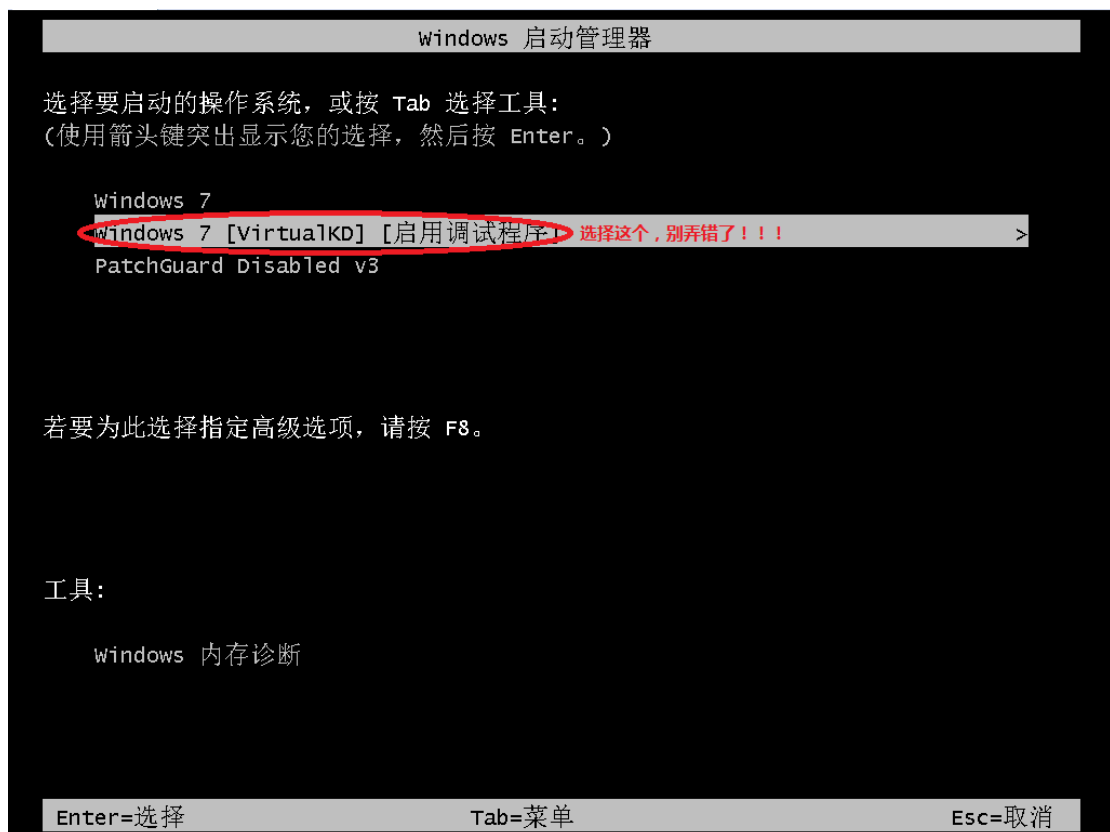 Windows 启动管理器
选择要启动的操作系统，或按 Tab 选择工具:
(使用箭头键突出显示您的选择，然后按 Enter。)
Windows 7
Windows 7 [VirtualKD] [启用调试程序] 选择这个，别弄错了！！！ >
PatchGuard Disabled v3
若要为此选择指定高级选项，请按 F8。
工具:
Windows 内存诊断
Enter=选择 Tab=菜单 Esc=取消